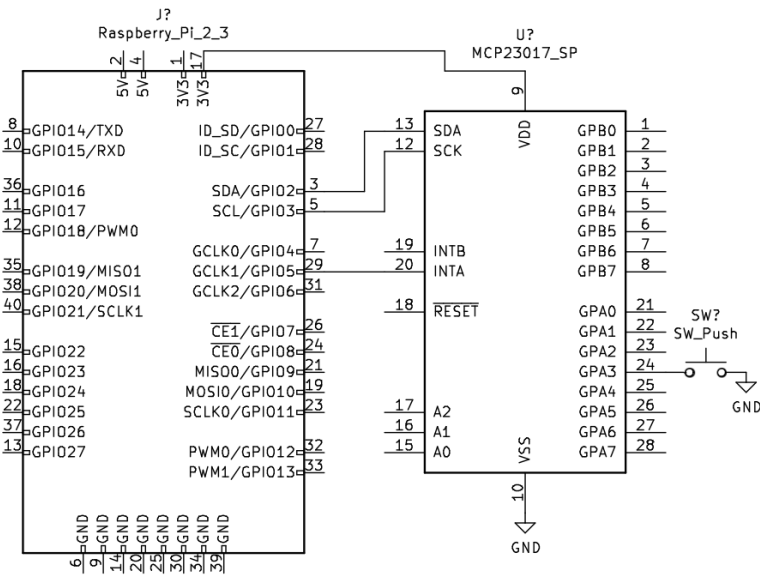 J?
Raspberry_Pi_2_3
U?
MCP23017_SP
2
4
1
17
5V
5V
3V3
3V3
8 GPIO14/TXD
10 GPIO15/RXD
36 GPIO16
11 GPIO17
12 GPIO18/PWM0
35 GPIO19/MISO1
38 GPIO20/MOSI1
40 GPIO21/SCLK1
15 GPIO22
16 GPIO23
18 GPIO24
22 GPIO25
37 GPIO26
13 GPIO27
ID_SD/GPIO0 27
ID_SC/GPIO1 28
SDA/GPIO2 3
SCL/GPIO3 5
GCLK0/GPIO4 7
GCLK1/GPIO5 29
GCLK2/GPIO6 31
CE1/GPIO7 26
CE0/GPIO8 24
MISO0/GPIO9 21
MOSI0/GPIO10 19
SCLK0/GPIO11 23
PWM0/GPIO12 32
PWM1/GPIO13 33
GND
GND
GND
GND
GND
GND
GND
GND
6
9
14
20
25
30
34
39
9
VDD
13 SDA
12 SCK
19 INTB
20 INTA
18 RESET
17 A2
16 A1
15 A0
GPB0 1
GPB1 2
GPB2 3
GPB3 4
GPB4 5
GPB5 6
GPB6 7
GPB7 8
GPA0 21
GPA1 22
GPA2 23
GPA3 24
GPA4 25
GPA5 26
GPA6 27
GPA7 28
VSS
10
GND
SW?
SW_Push
GND